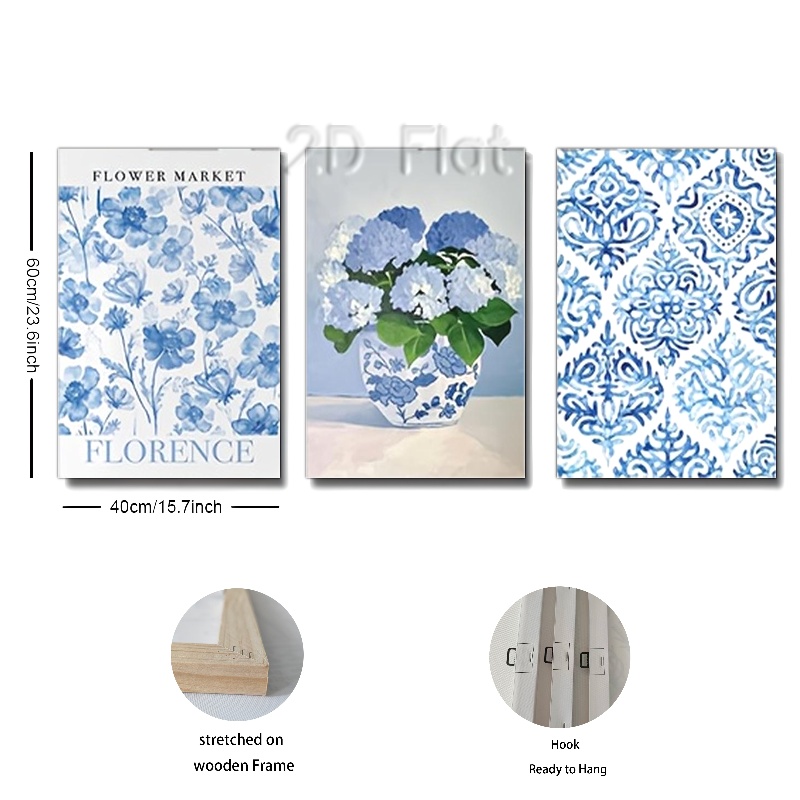 2D Flat
FLOWER MARKET
FLORENCE
60cm/23.6inch
40cm/15.7inch
stretched on
wooden Frame
Hook
Ready to Hang